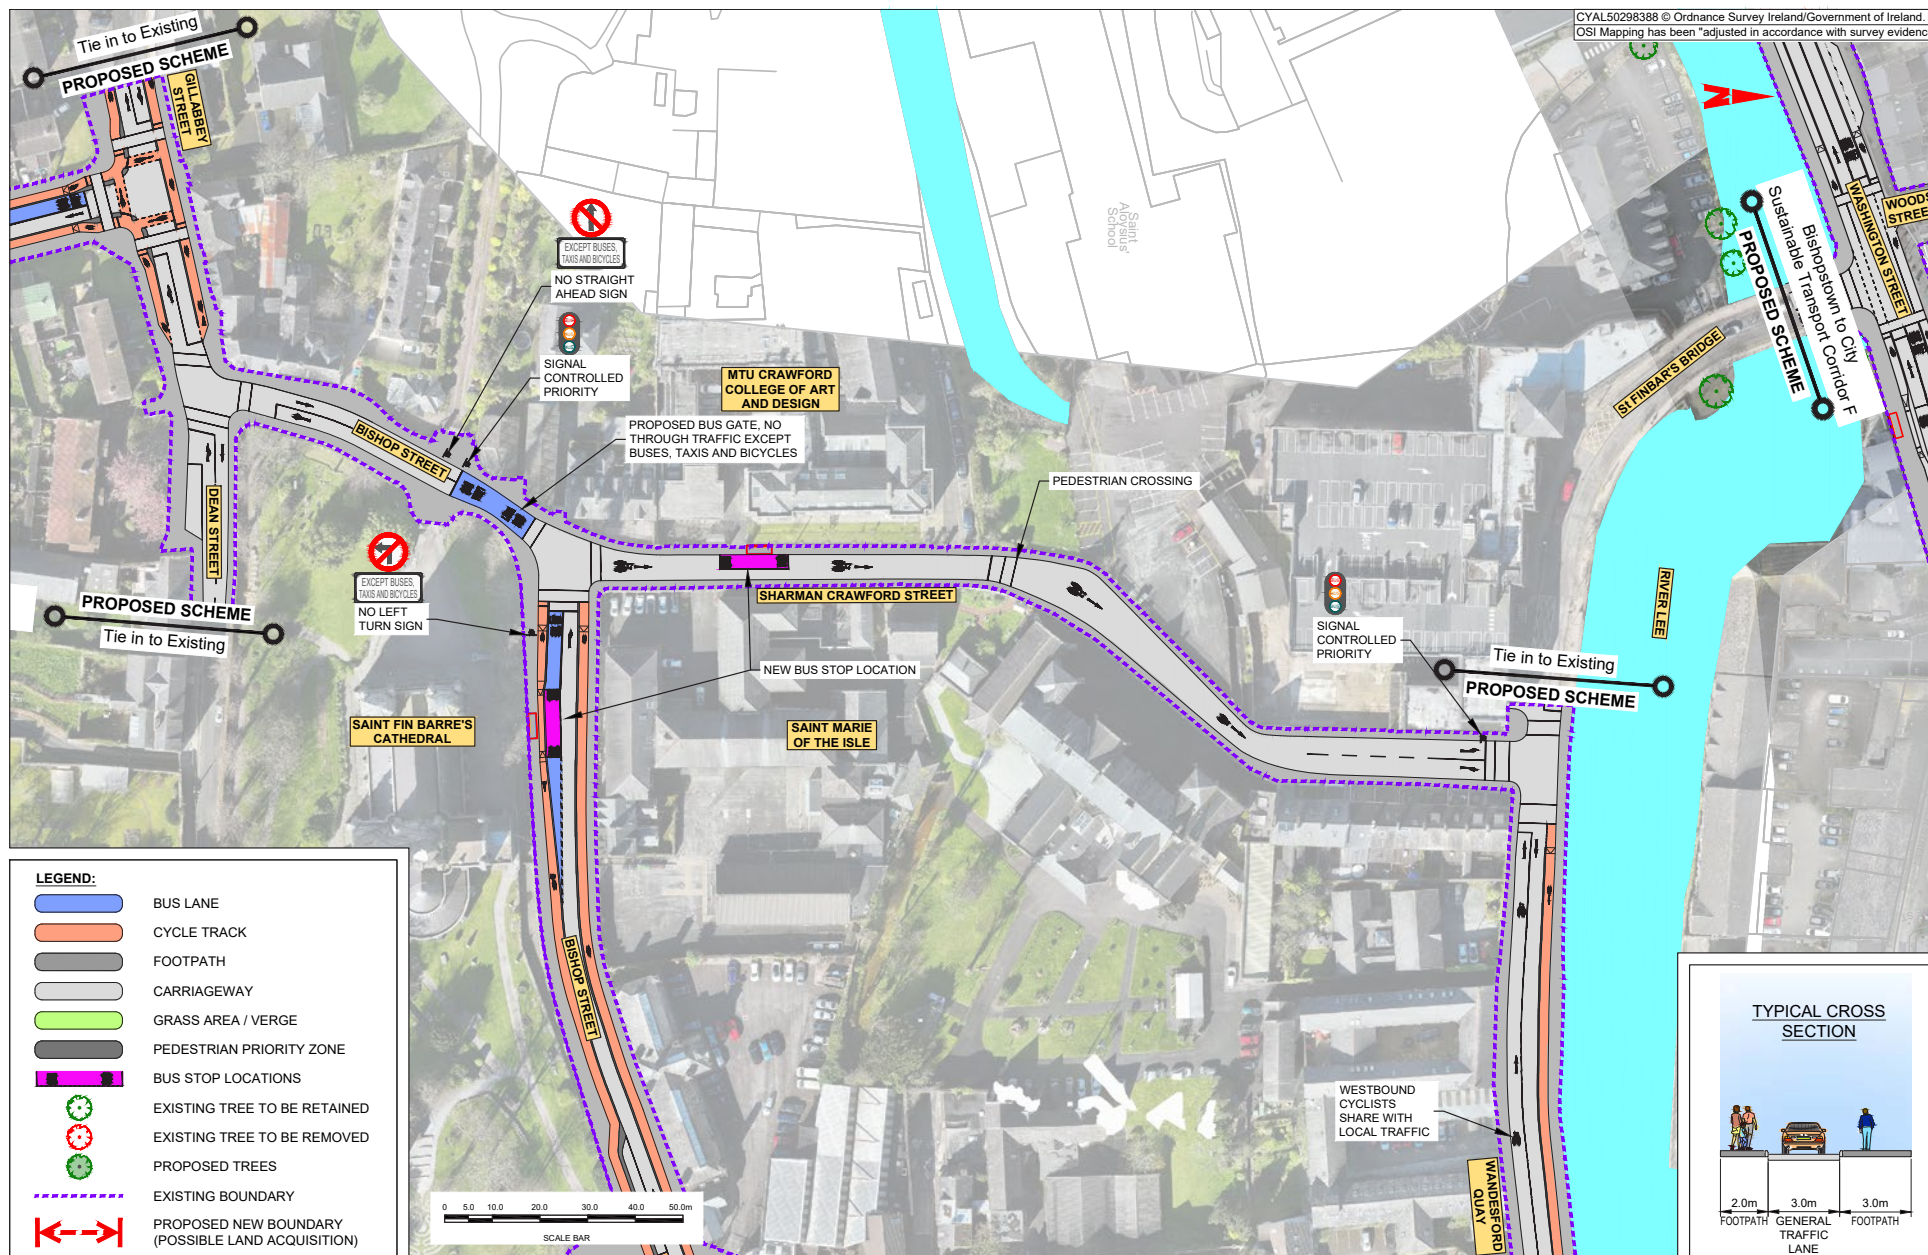 CYAL50298388 © Ordnance Survey Ireland/Government of Ireland.
OSI Mapping has been "adjusted in accordance with survey evidenc
Tie in to Existing
PROPOSED SCHEME
GILLABBEY
STREET
N
EXCEPT BUSES,
TAXIS AND BICYCLES
NO STRAIGHT
AHEAD SIGN
SIGNAL
CONTROLLED
PRIORITY
MTU CRAWFORD
COLLEGE OF ART
AND DESIGN
PROPOSED BUS GATE, NO
THROUGH TRAFFIC EXCEPT
BUSES, TAXIS AND BICYCLES
Saint
Aloysius'
School
WASHINGTON STREET
WOODS
STREE
Bishopstown to City
Sustainable Transport Corridor F
PROPOSED SCHEME
St FINBAR'S BRIDGE
BISHOP STREET
DEAN STREET
PEDESTRIAN CROSSING
EXCEPT BUSES,
TAXIS AND BICYCLES
NO LEFT
TURN SIGN
PROPOSED SCHEME
Tie in to Existing
SHARMAN CRAWFORD STREET
RIVER LEE
SIGNAL
CONTROLLED
PRIORITY
Tie in to Existing
PROPOSED SCHEME
NEW BUS STOP LOCATION
SAINT FIN BARRE'S
CATHEDRAL
SAINT MARIE
OF THE ISLE
BISHOP STREET
WESTBOUND
CYCLISTS
SHARE WITH
LOCAL TRAFFIC
WANDESFORD
QUAY
LEGEND:
BUS LANE
CYCLE TRACK
FOOTPATH
CARRIAGEWAY
GRASS AREA / VERGE
PEDESTRIAN PRIORITY ZONE
BUS STOP LOCATIONS
EXISTING TREE TO BE RETAINED
EXISTING TREE TO BE REMOVED
PROPOSED TREES
EXISTING BOUNDARY
PROPOSED NEW BOUNDARY
(POSSIBLE LAND ACQUISITION)
0 5.0 10.0 20.0 30.0 40.0 50.0m
SCALE BAR
TYPICAL CROSS
SECTION
2.0m 3.0m 3.0m
FOOTPATH GENERAL FOOTPATH
TRAFFIC
LANE